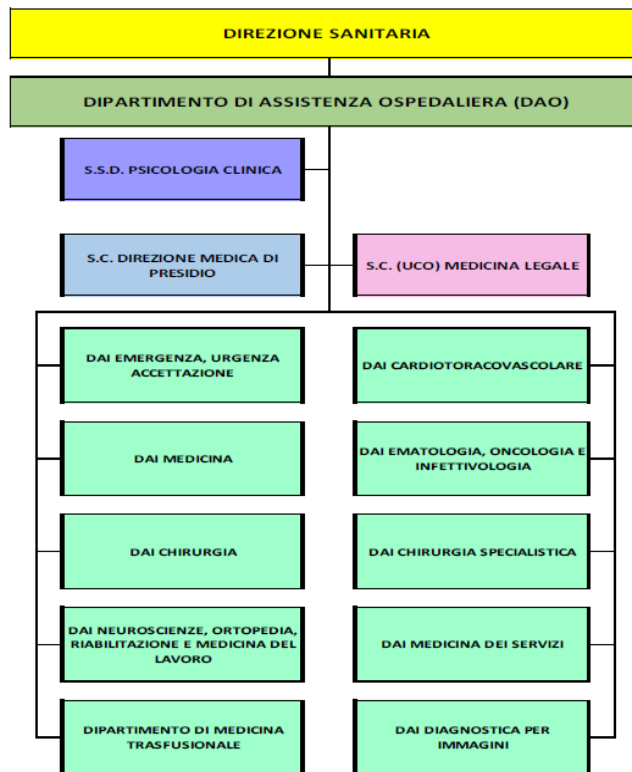 DIREZIONE SANITARIA
DIPARTIMENTO DI ASSISTENZA OSPEDALIERA (DAO)
S.S.D. PSICOLOGIA CLINICA
S.C. DIREZIONE MEDICA DI
PRESIDIO
S.C. (UCO) MEDICINA LEGALE
DAI EMERGENZA, URGENZA
ACCETTAZIONE
DAI CARDIOTORACOVASCOLARE
DAI MEDICINA
DAI EMATOLOGIA, ONCOLOGIA E
INFETTIVOLOGIA
DAI CHIRURGIA
DAI CHIRURGIA SPECIALISTICA
DAI NEUROSCIENZE, ORTOPEDIA,
RIABILITAZIONE E MEDICINA DEL
LAVORO
DAI MEDICINA DEI SERVIZI
DIPARTIMENTO DI MEDICINA
TRASFUSIONALE
DAI DIAGNOSTICA PER
IMMAGINI